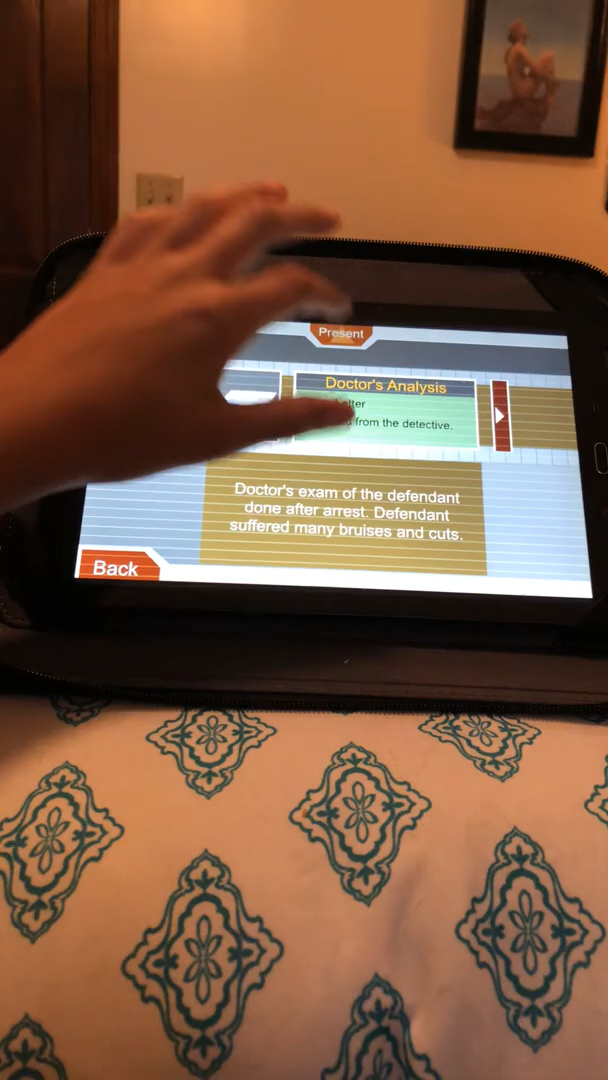 Present
Doctor's Analysis
from the detective.
Doctor's exam of the defendant
done after arrest. Defendant
suffered many bruises and cuts.
Back